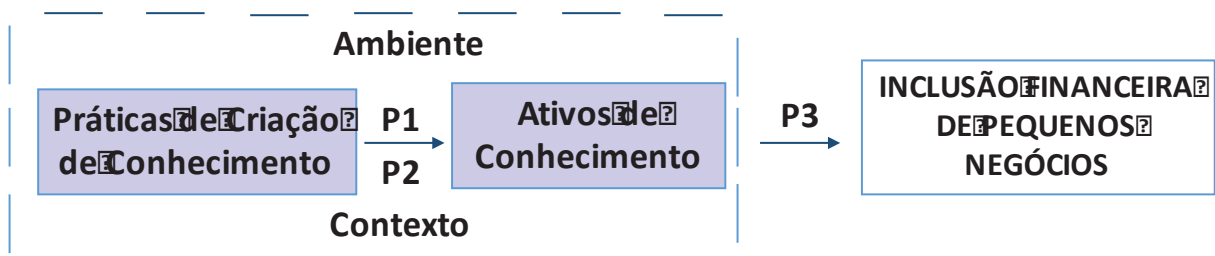 Ambiente
Práticas de Criação
de Conhecimento
P1
P2
Ativos de
Conhecimento
P3
INCLUSÃO FINANCEIRA
DE PEQUENOS
NEGÓCIOS
Contexto